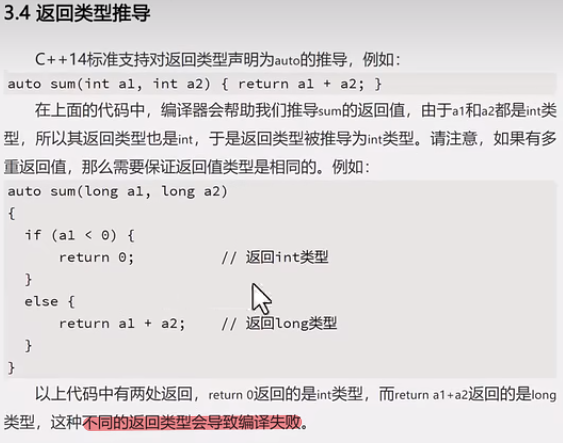 3.4 返回类型推导
C++14标准支持对返回类型声明为auto的推导，例如：
auto sum(int a1, int a2) { return a1 + a2; }
在上面的代码中，编译器会帮助我们推导sum的返回值，由于a1和a2都是int类
型，所以其返回类型也是int，于是返回类型被推导为int类型。请注意，如果有多
重返回值，那么需要保证返回值类型是相同的。例如：
auto sum(long a1, long a2)
{
if (a1 < 0) {
return 0; // 返回int类型
}
else {
return a1 + a2; // 返回long类型
}
}
以上代码中有两处返回，return 0返回的是int类型，而return a1+a2返回的是long
类型，这种不同的返回类型会导致编译失败。